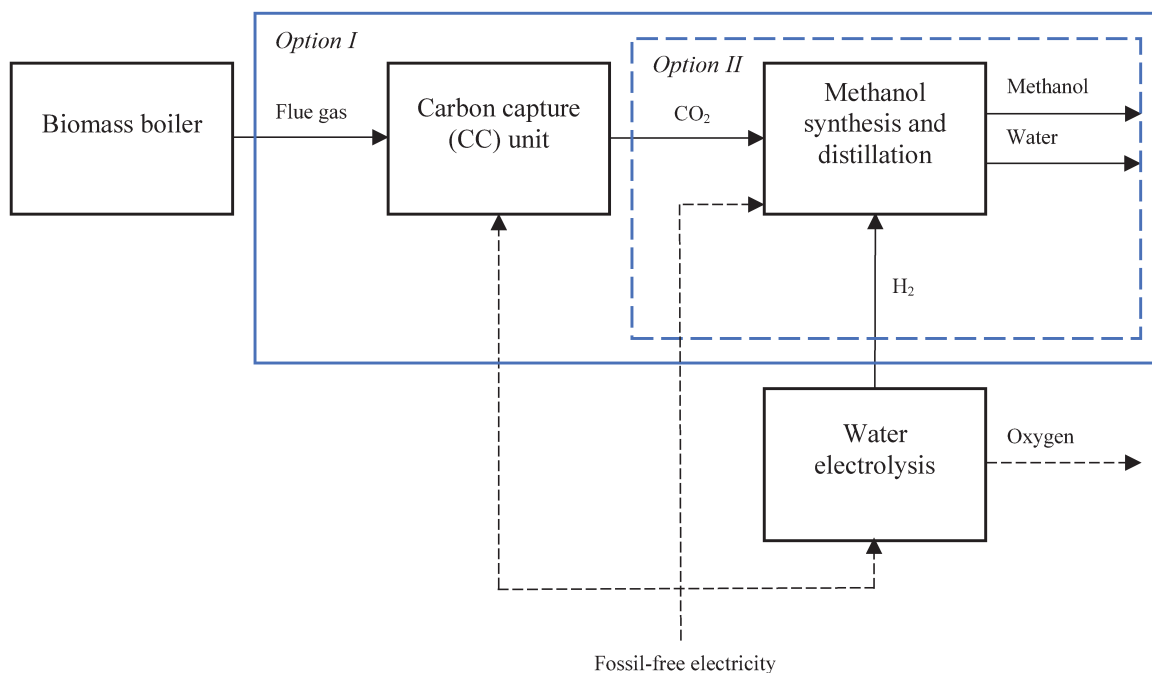 Option I
Option II
Biomass boiler
Flue gas
Carbon capture
(CC) unit
CO₂
Methanol
synthesis and
distillation
Methanol
Water
H₂
Water
electrolysis
Oxygen
Fossil-free electricity